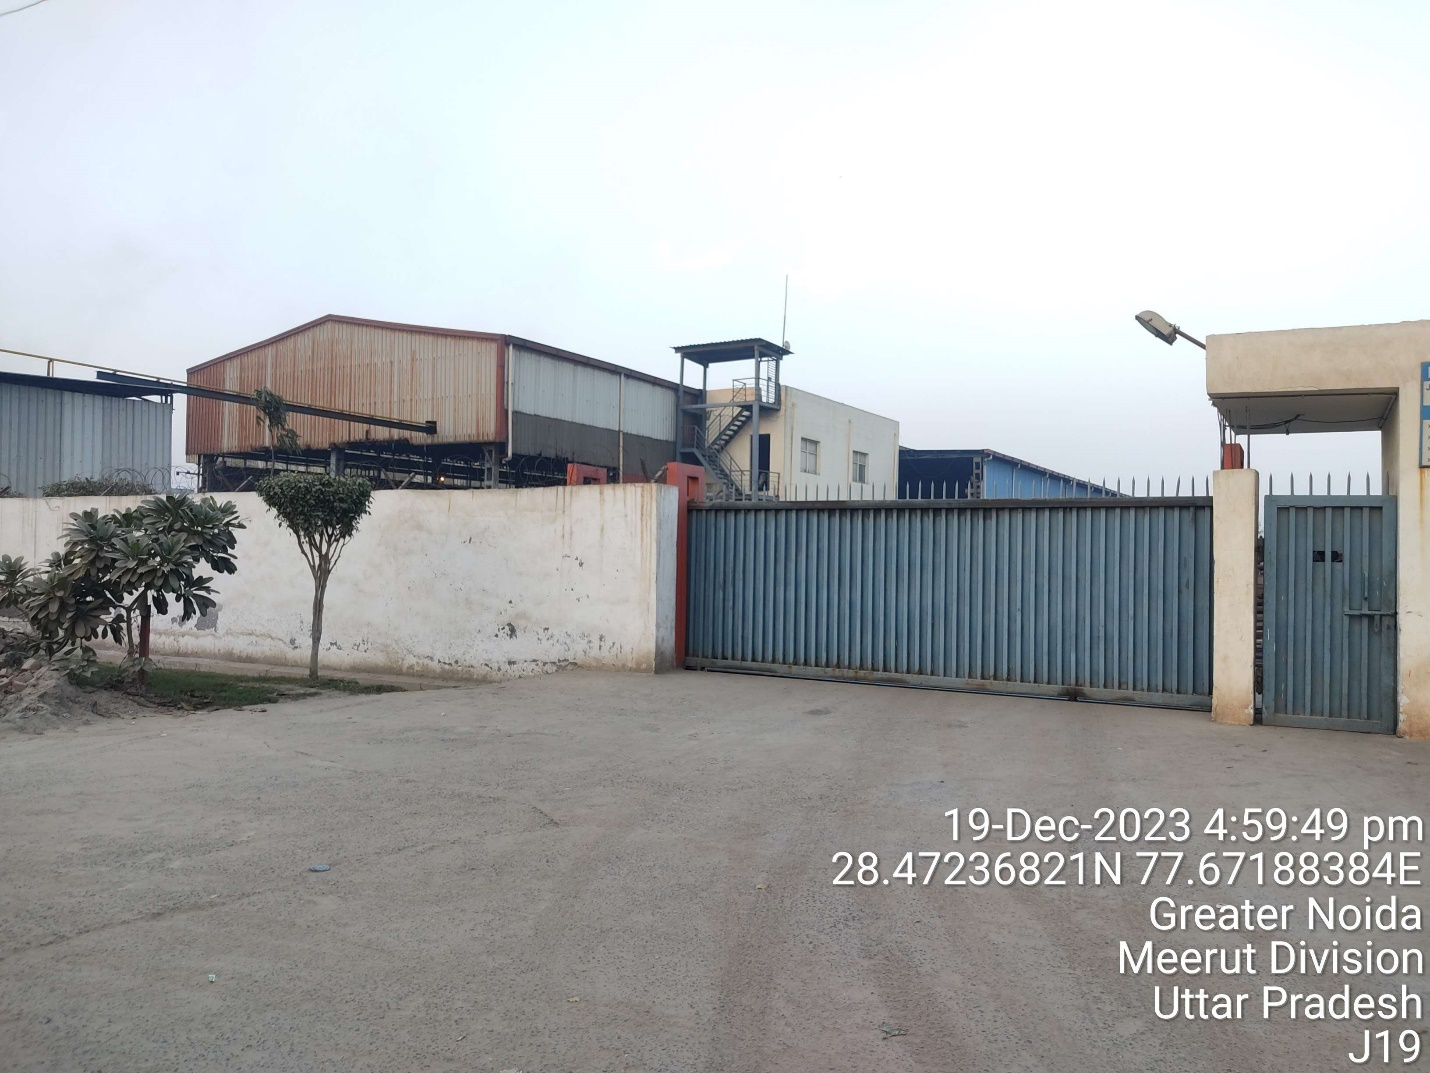 19-Dec-2023 4:59:49 pm
28.47236821N 77.67188384E
Greater Noida
Meerut Division
Uttar Pradesh
J19